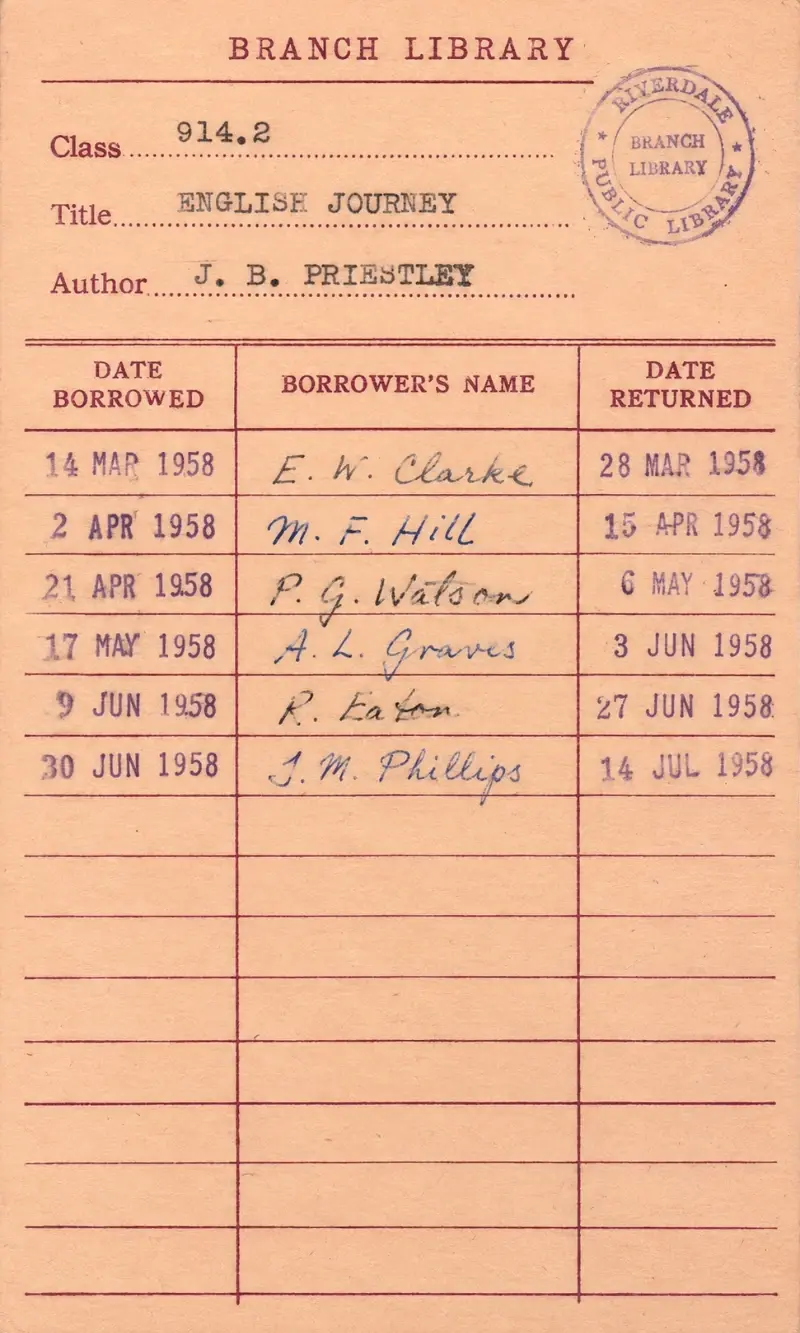 BRANCH LIBRARY
RIVERDALE PUBLIC LIBRARY
BRANCH
LIBRARY
Class 914.2
Title ENGLISH JOURNEY
Author J. B. PRIESTLEY
DATE BORROWED BORROWER'S NAME DATE RETURNED
14 MAR 1958 E. W. Clarke 28 MAR 1958
2 APR 1958 M. F. Hill 15 APR 1958
21 APR 1958 P. G. Watson 6 MAY 1958
17 MAY 1958 A. L. Graves 3 JUN 1958
9 JUN 1958 R. Eaton 27 JUN 1958
30 JUN 1958 J. M. Phillips 14 JUL 1958